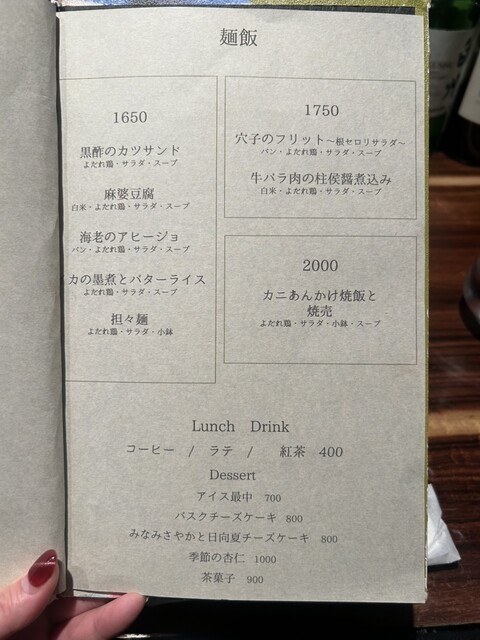 麺飯
1650
黒酢のカツサンド
よだれ鶏・サラダ・スープ
麻婆豆腐
白米・よだれ鶏・サラダ・スープ
海老のアヒージョ
パン・よだれ鶏・サラダ・スープ
カの墨煮とバターライス
よだれ鶏・サラダ・スープ
担々麺
よだれ鶏・サラダ・小鉢
1750
穴子のフリット~根セロリサラダ~
パン・よだれ鶏・サラダ・スープ
牛バラ肉の柱侯醤煮込み
白米・よだれ鶏・サラダ・スープ
2000
カニあんかけ焼飯と
焼売
よだれ鶏・サラダ・小鉢・スープ
Lunch Drink
コーヒー / ラテ / 紅茶 400
Dessert
アイス最中 700
バスクチーズケーキ 800
みなみさやかと日向夏チーズケーキ 800
季節の杏仁 1000
茶菓子 900